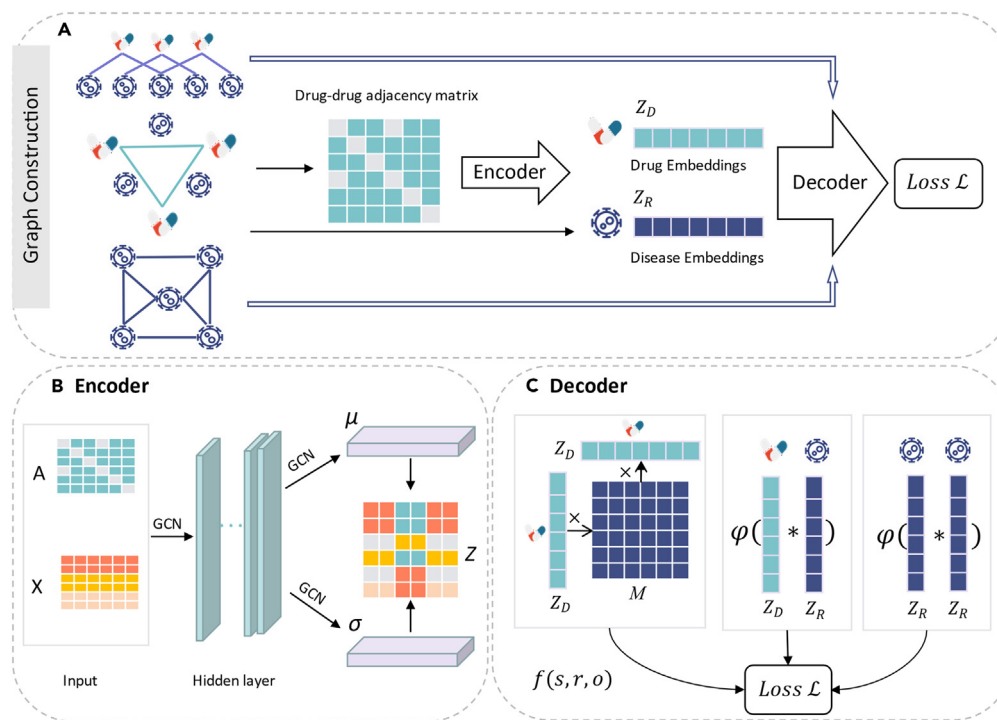 A
Graph Construction
Drug-drug adjacency matrix
Encoder
Z_D
Drug Embeddings
Z_R
Disease Embeddings
Decoder
Loss ℒ
B Encoder
A
X
Input
GCN
Hidden layer
GCN
GCN
μ
σ
Z
C Decoder
Z_D
×
×
Z_D
M
f(s,r,o)
φ( * )
Z_D Z_R
φ( * )
Z_R Z_R
Loss ℒ